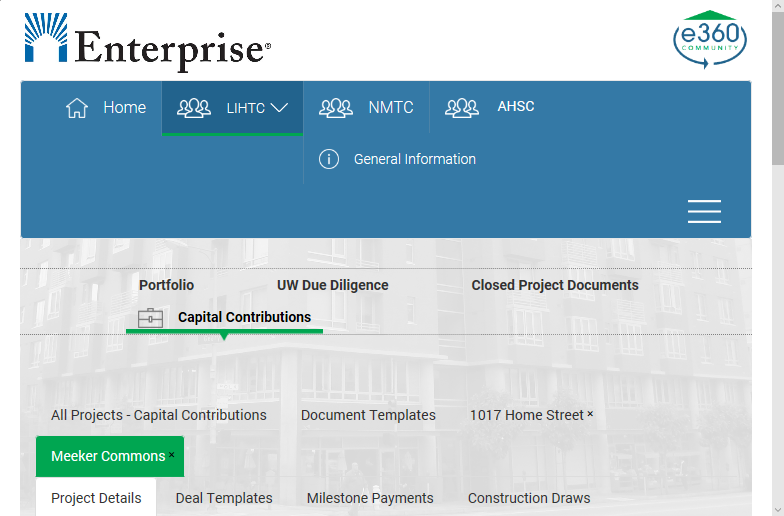 Enterprise®
e360
COMMUNITY
Home LIHTC NMTC AHSC
General Information
Portfolio UW Due Diligence Closed Project Documents
Capital Contributions
All Projects - Capital Contributions Document Templates 1017 Home Street ×
Meeker Commons ×
Project Details Deal Templates Milestone Payments Construction Draws